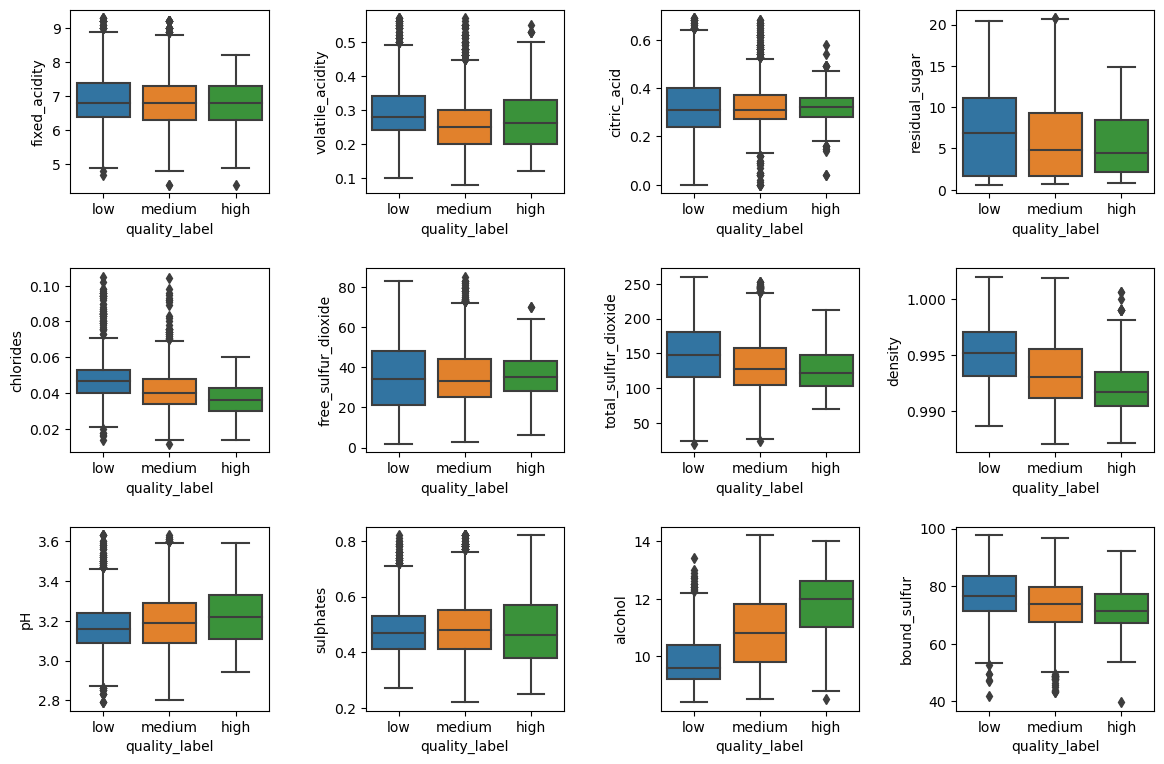 fixed_acidity
9
8
7
6
5
low medium high
quality_label
volatile_acidity
0.5
0.4
0.3
0.2
0.1
low medium high
quality_label
citric_acid
0.6
0.4
0.2
0.0
low medium high
quality_label
residual_sugar
20
15
10
5
0
low medium high
quality_label
chlorides
0.10
0.08
0.06
0.04
0.02
low medium high
quality_label
free_sulfur_dioxide
80
60
40
20
0
low medium high
quality_label
total_sulfur_dioxide
250
200
150
100
50
low medium high
quality_label
density
1.000
0.995
0.990
low medium high
quality_label
pH
3.6
3.4
3.2
3.0
2.8
low medium high
quality_label
sulphates
0.8
0.6
0.4
0.2
low medium high
quality_label
alcohol
14
12
10
low medium high
quality_label
bound_sulfur
100
80
60
40
low medium high
quality_label